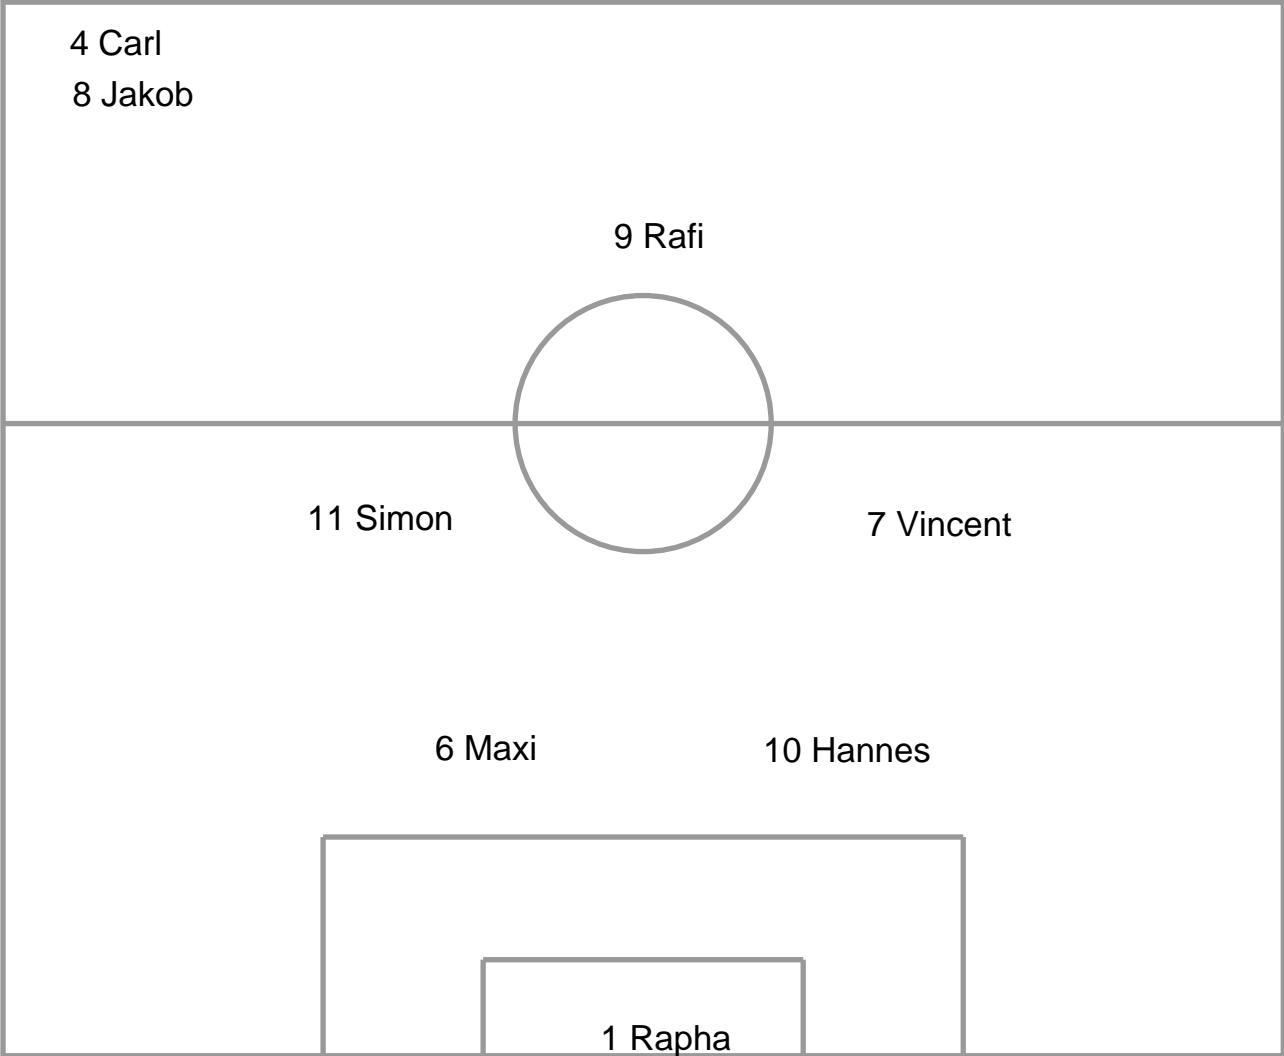 4 Carl
8 Jakob
9 Rafi
11 Simon
7 Vincent
6 Maxi
10 Hannes
1 Rapha